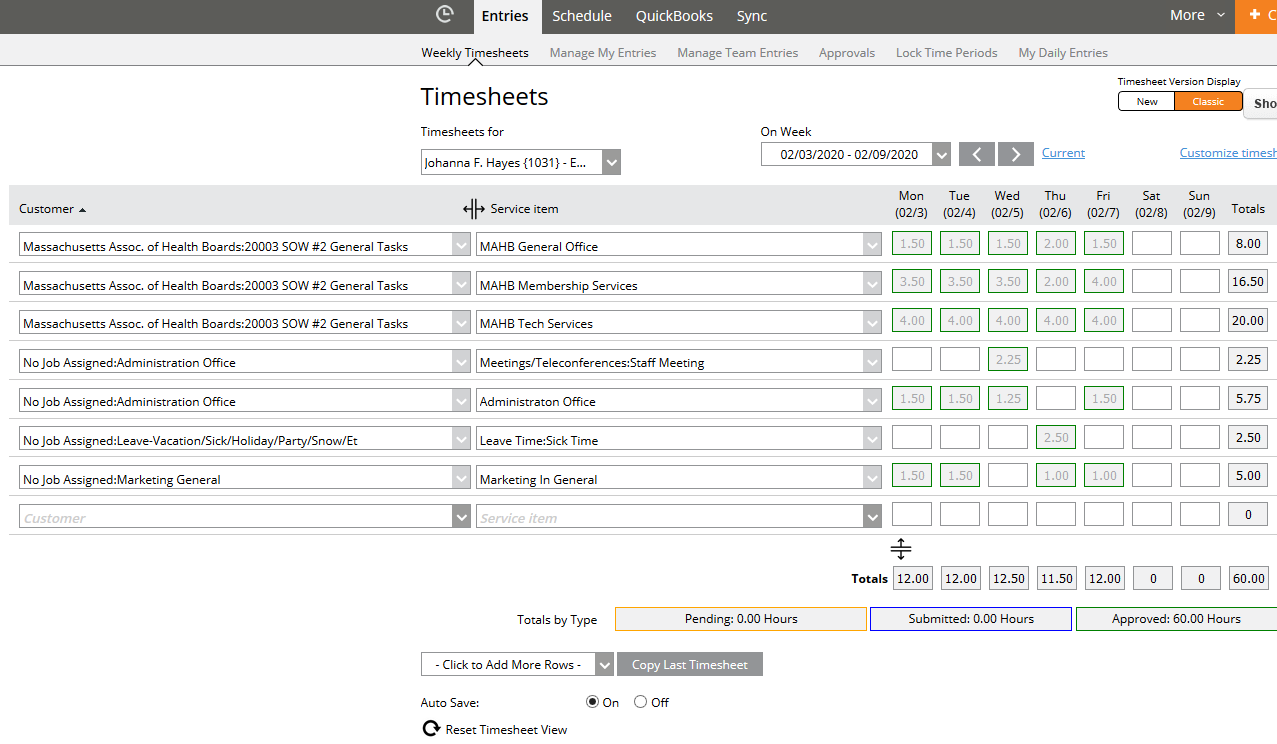 Entries Schedule QuickBooks Sync More C
Weekly Timesheets Manage My Entries Manage Team Entries Approvals Lock Time Periods My Daily Entries
Timesheet Version Display
Timesheets
New Classic Sho
Timesheets for On Week
Johanna F. Hayes {1031} - E... 02/03/2020 - 02/09/2020 Current Customize timesh
Customer Service item Mon (02/3) Tue (02/4) Wed (02/5) Thu (02/6) Fri (02/7) Sat (02/8) Sun (02/9) Totals
Massachusetts Assoc. of Health Boards:20003 SOW #2 General Tasks MAHB General Office 1.50 1.50 1.50 2.00 1.50 8.00
Massachusetts Assoc. of Health Boards:20003 SOW #2 General Tasks MAHB Membership Services 3.50 3.50 3.50 2.00 4.00 16.50
Massachusetts Assoc. of Health Boards:20003 SOW #2 General Tasks MAHB Tech Services 4.00 4.00 4.00 4.00 4.00 20.00
No Job Assigned:Administration Office Meetings/Teleconferences:Staff Meeting 2.25 2.25
No Job Assigned:Administration Office Administraton Office 1.50 1.50 1.25 1.50 5.75
No Job Assigned:Leave-Vacation/Sick/Holiday/Party/Snow/Et Leave Time:Sick Time 2.50 2.50
No Job Assigned:Marketing General Marketing In General 1.50 1.50 1.00 1.00 5.00
Customer Service item 0
Totals 12.00 12.00 12.50 11.50 12.00 0 0 60.00
Totals by Type Pending: 0.00 Hours Submitted: 0.00 Hours Approved: 60.00 Hours
- Click to Add More Rows - Copy Last Timesheet
Auto Save: On Off
Reset Timesheet View